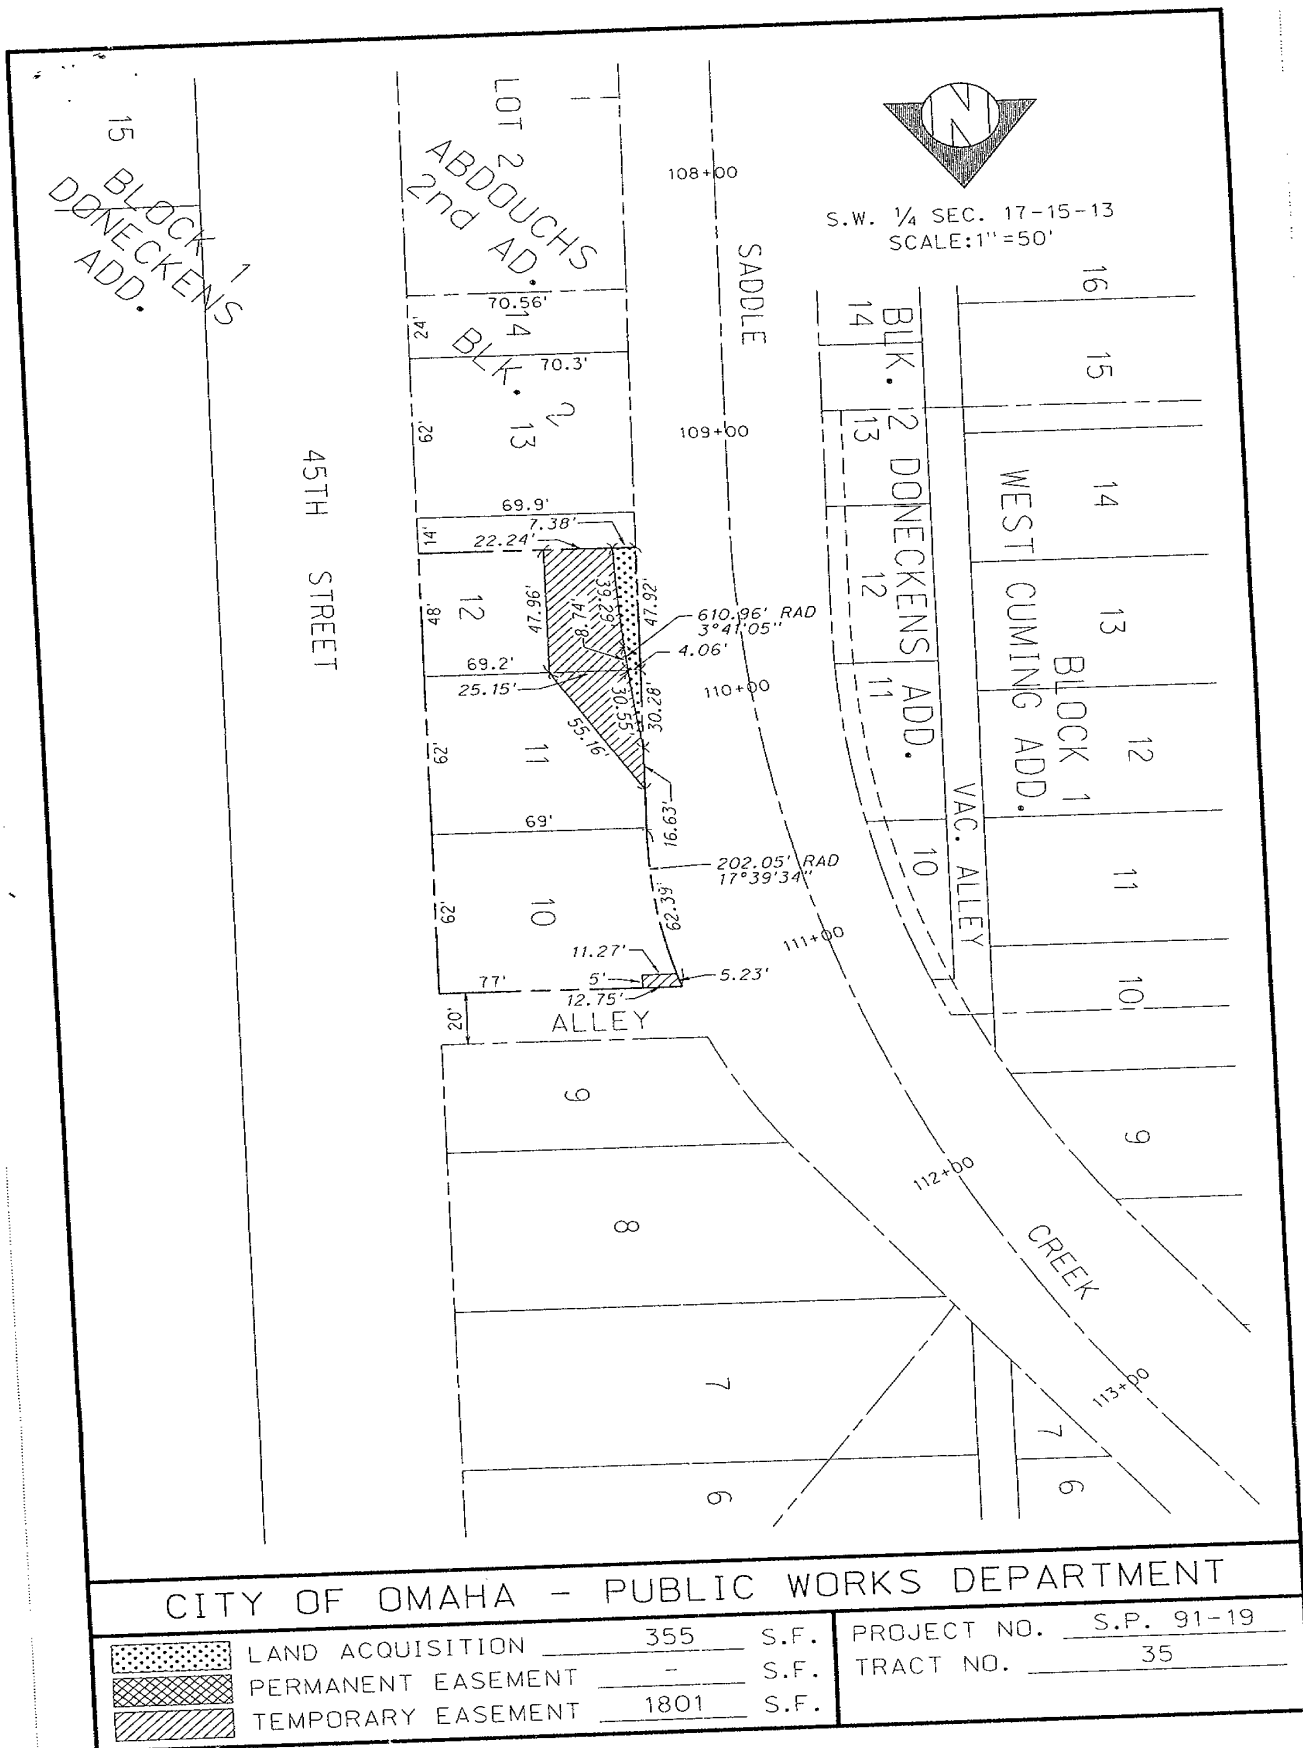 N
S.W. ¼ SEC. 17-15-13
SCALE:1"=50'
15
BLOCK 1
DONECKENS
ADD.
LOT 2
ABDOUCHS
2nd AD.
70.56'
24'
14
BLK. 2
70.3'
62'
13
69.9'
14'
7.38'
22.24'
47.96'
39.29'
8.74'
47.92'
610.96' RAD
3°41'05"
4.06'
48'
12
69.2'
25.15'
30.55'
30.28'
55.16'
62'
11
16.63'
69'
202.05' RAD
17°39'34"
62.39'
62'
10
11.27'
5'
5.23'
77'
12.75'
20'
ALLEY
9
8
7
6
45TH STREET
SADDLE
CREEK
108+00
109+00
110+00
111+00
112+00
113+00
14
BLK. 2 DONECKENS ADD.
13
12
11
10
VAC. ALLEY
7
6
WEST CUMING ADD.
BLOCK 1
16
15
14
13
12
11
10
9
CITY OF OMAHA - PUBLIC WORKS DEPARTMENT
LAND ACQUISITION 355 S.F.
PERMANENT EASEMENT - S.F.
TEMPORARY EASEMENT 1801 S.F.
PROJECT NO. S.P. 91-19
TRACT NO. 35